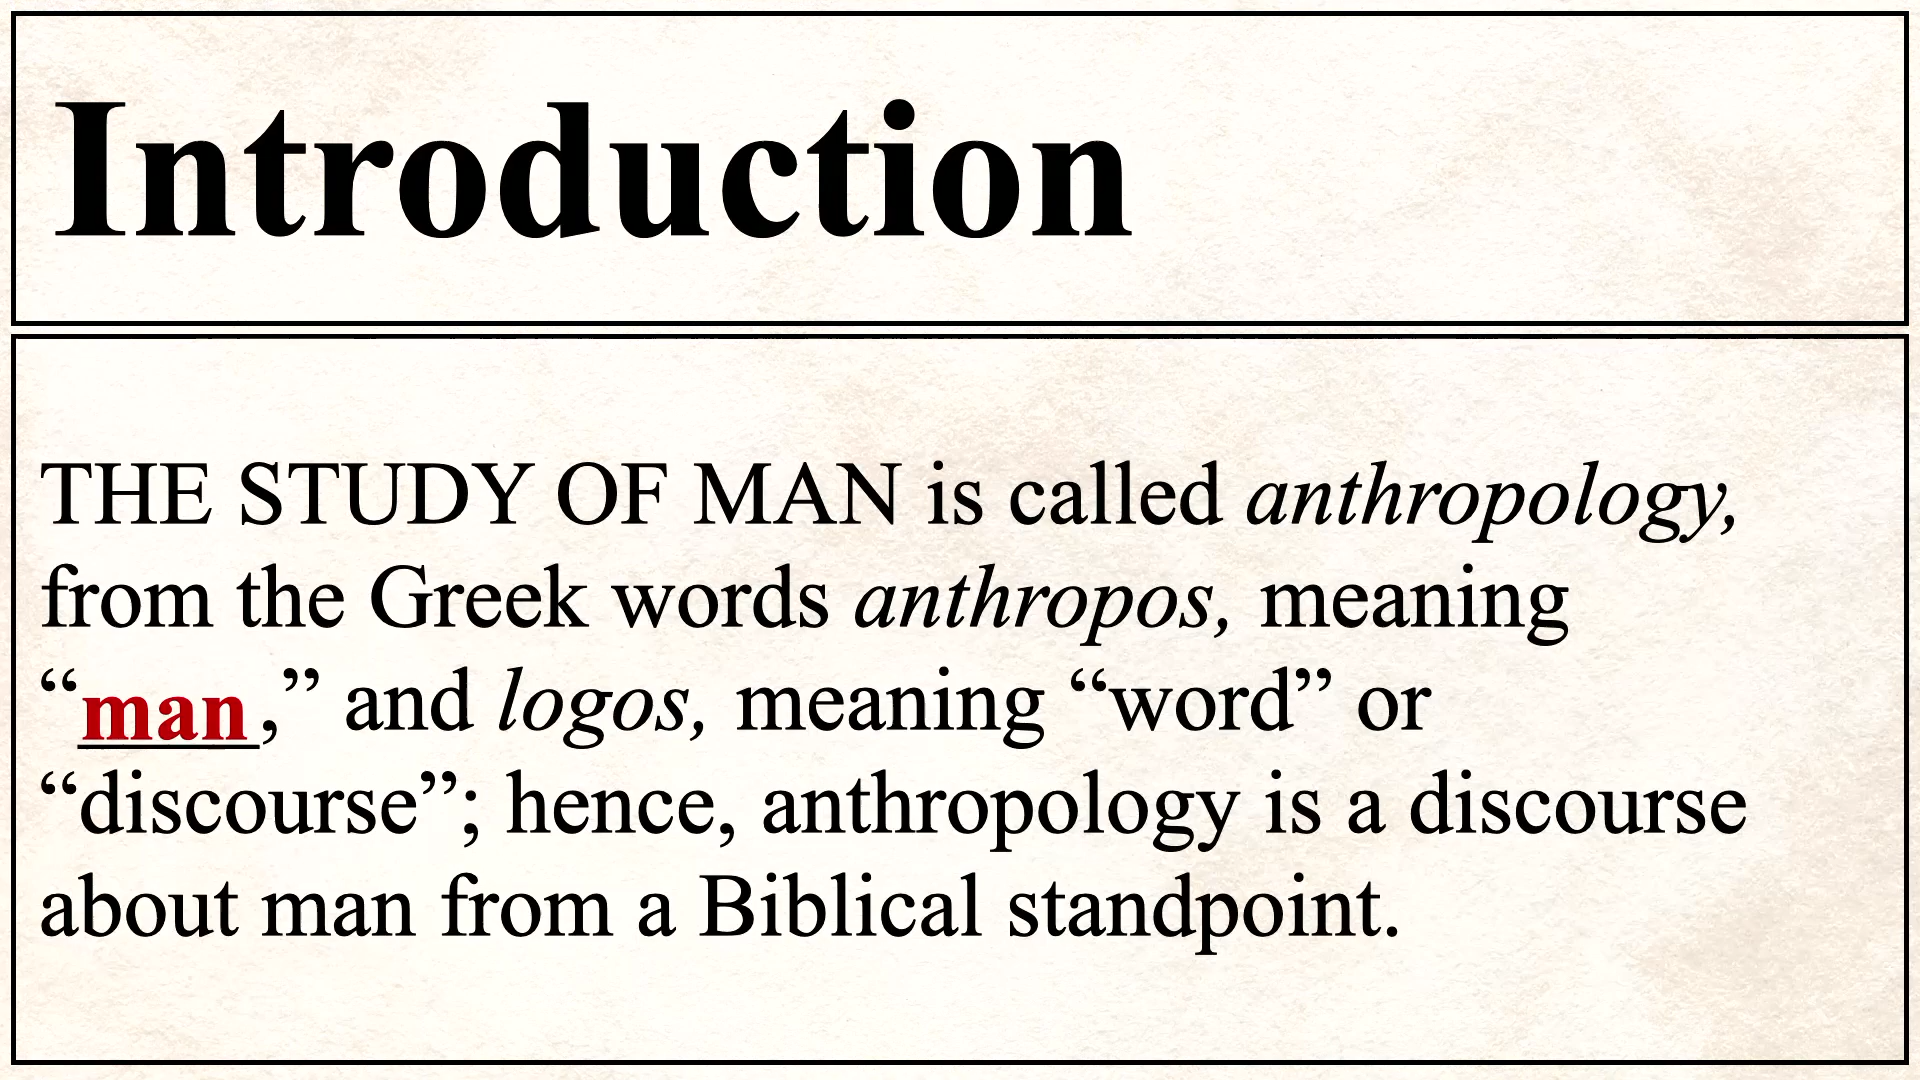 Introduction
THE STUDY OF MAN is called anthropology,
from the Greek words anthropos, meaning
“man,” and logos, meaning “word” or
“discourse”; hence, anthropology is a discourse
about man from a Biblical standpoint.